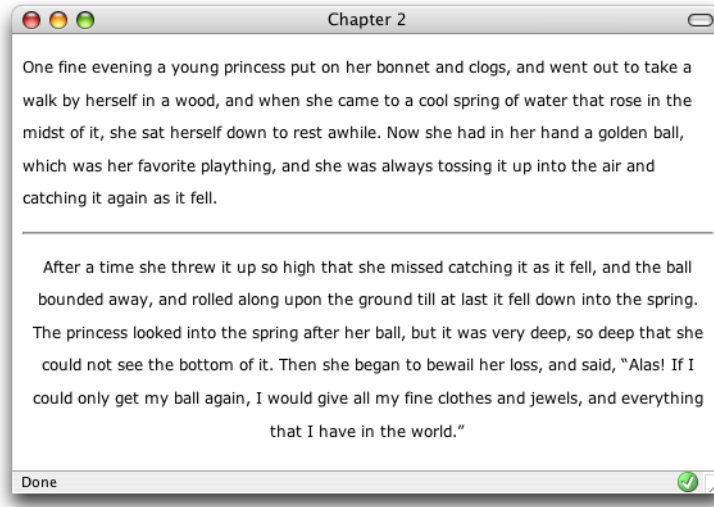 Chapter 2
One fine evening a young princess put on her bonnet and clogs, and went out to take a
walk by herself in a wood, and when she came to a cool spring of water that rose in the
midst of it, she sat herself down to rest awhile. Now she had in her hand a golden ball,
which was her favorite plaything, and she was always tossing it up into the air and
catching it again as it fell.
After a time she threw it up so high that she missed catching it as it fell, and the ball
bounded away, and rolled along upon the ground till at last it fell down into the spring.
The princess looked into the spring after her ball, but it was very deep, so deep that she
could not see the bottom of it. Then she began to bewail her loss, and said, “Alas! If I
could only get my ball again, I would give all my fine clothes and jewels, and everything
that I have in the world.”
Done